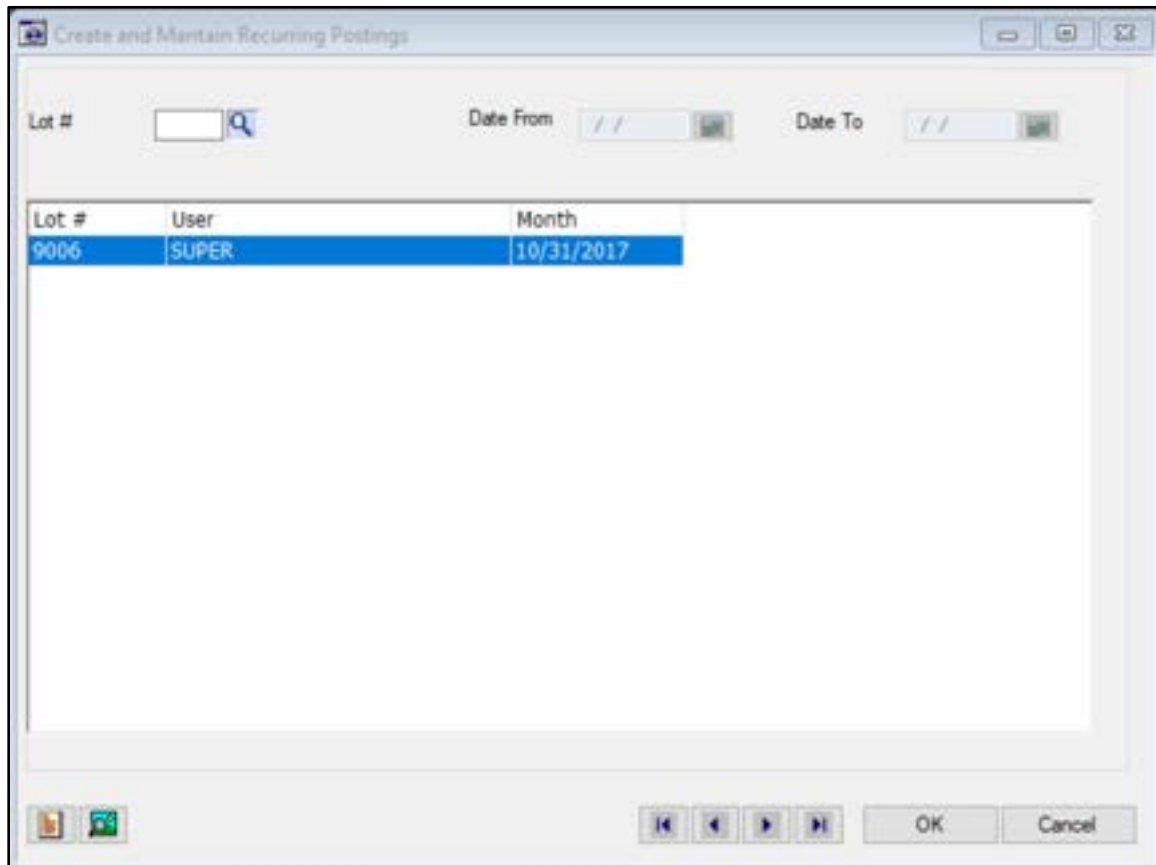 Create and Mantain Recurring Postings
Lot # Date From / / Date To / /
Lot # User Month
9006 SUPER 10/31/2017
OK Cancel